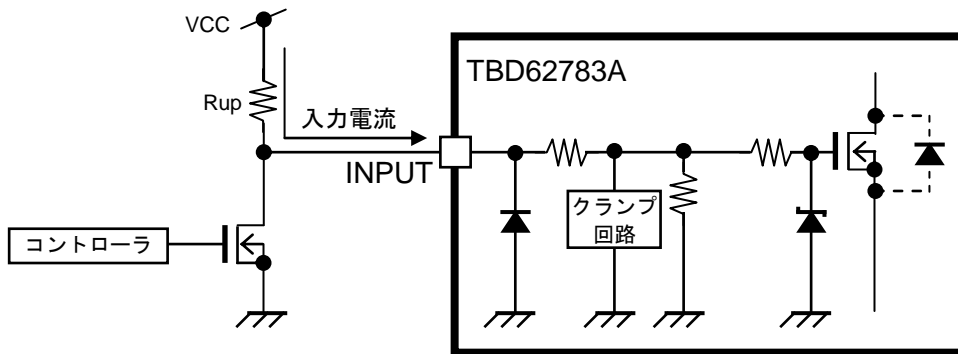 VCC
TBD62783A
Rup
入力電流
INPUT
クランプ
回路
コントローラ